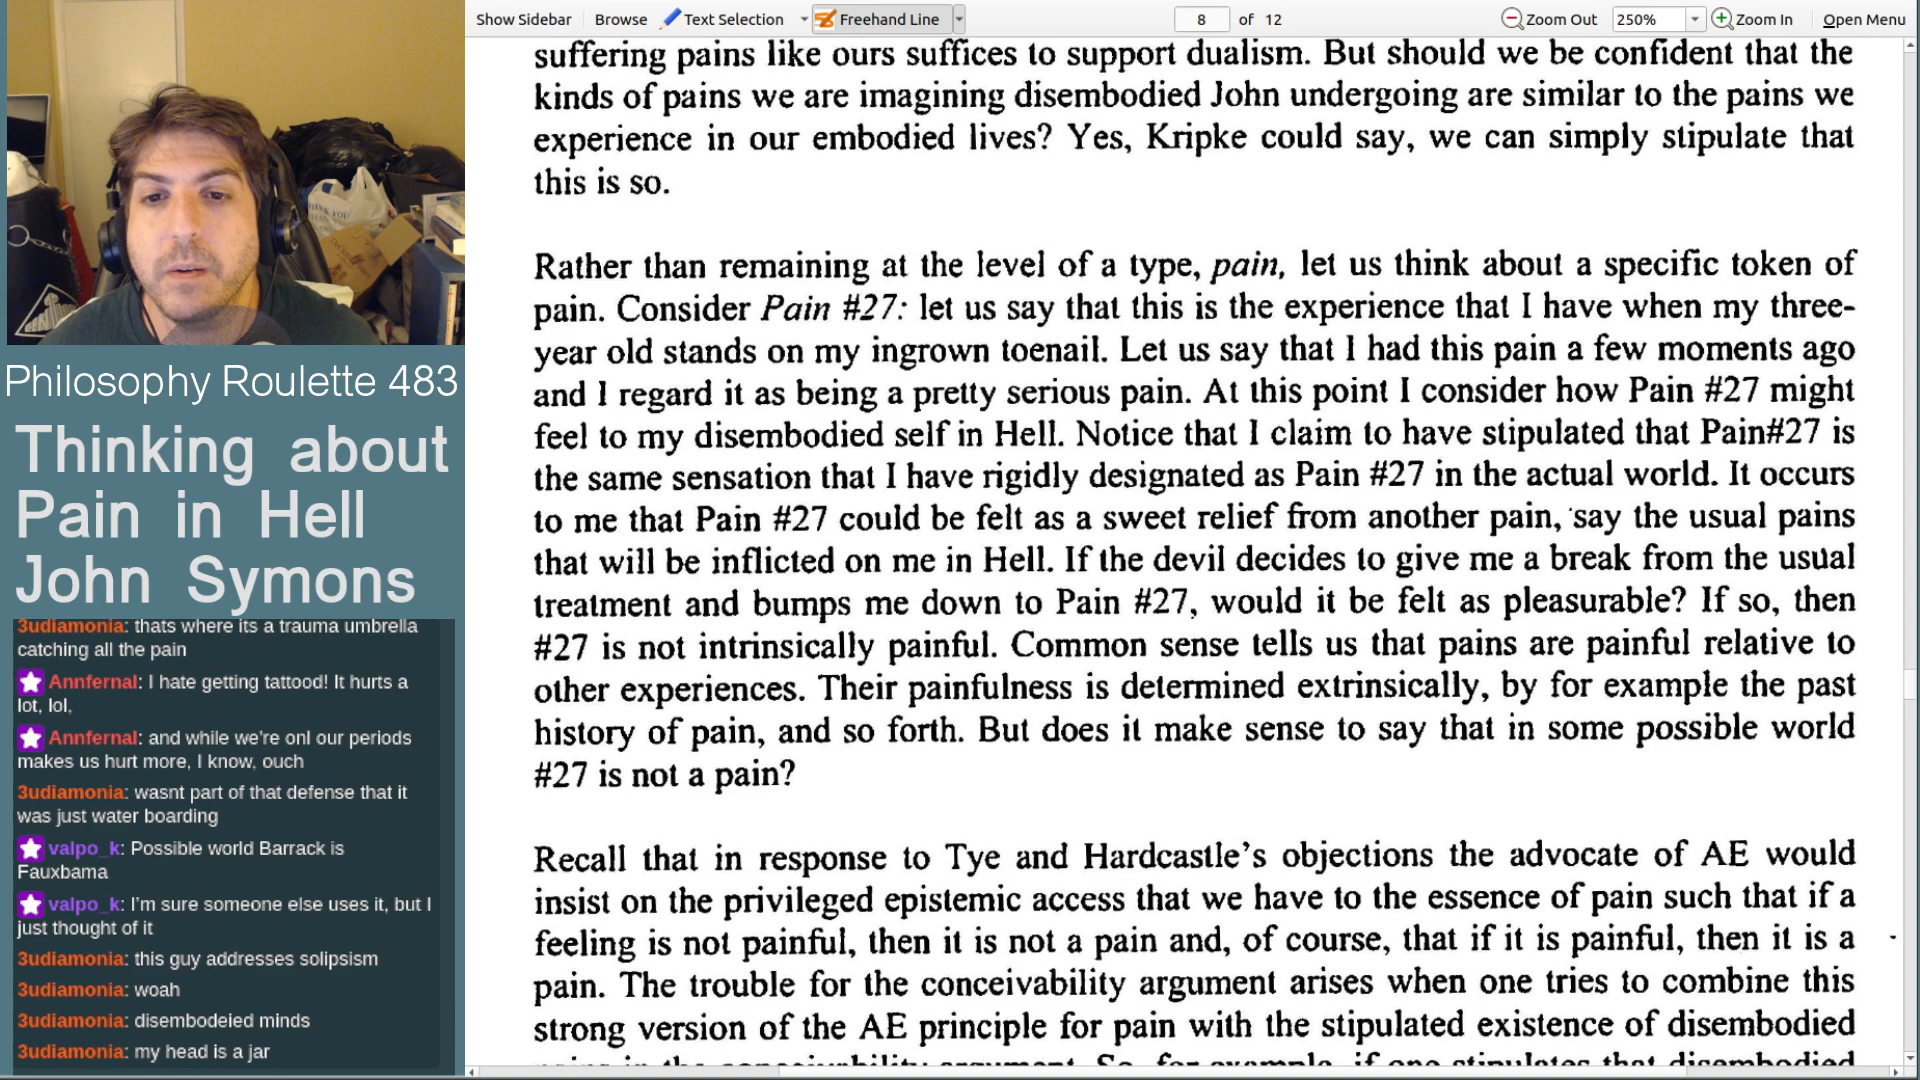 Show Sidebar Browse Text Selection Freehand Line 8 of 12 Zoom Out 250% Zoom In Open Menu
suffering pains like ours suffices to support dualism. But should we be confident that the
kinds of pains we are imagining disembodied John undergoing are similar to the pains we
experience in our embodied lives? Yes, Kripke could say, we can simply stipulate that
this is so.
Rather than remaining at the level of a type, pain, let us think about a specific token of
pain. Consider Pain #27: let us say that this is the experience that I have when my three-
year old stands on my ingrown toenail. Let us say that I had this pain a few moments ago
and I regard it as being a pretty serious pain. At this point I consider how Pain #27 might
feel to my disembodied self in Hell. Notice that I claim to have stipulated that Pain#27 is
the same sensation that I have rigidly designated as Pain #27 in the actual world. It occurs
to me that Pain #27 could be felt as a sweet relief from another pain, say the usual pains
that will be inflicted on me in Hell. If the devil decides to give me a break from the usual
treatment and bumps me down to Pain #27, would it be felt as pleasurable? If so, then
#27 is not intrinsically painful. Common sense tells us that pains are painful relative to
other experiences. Their painfulness is determined extrinsically, by for example the past
history of pain, and so forth. But does it make sense to say that in some possible world
#27 is not a pain?
Recall that in response to Tye and Hardcastle's objections the advocate of AE would
insist on the privileged epistemic access that we have to the essence of pain such that if a
feeling is not painful, then it is not a pain and, of course, that if it is painful, then it is a
pain. The trouble for the conceivability argument arises when one tries to combine this
strong version of the AE principle for pain with the stipulated existence of disembodied
THANK YOU
Philosophy Roulette 483
Thinking about
Pain in Hell
John Symons
3udiamonia: thats where its a trauma umbrella
catching all the pain
Annfernal: I hate getting tattood! It hurts a
lot, lol,
Annfernal: and while we're onl our periods
makes us hurt more, I know, ouch
3udiamonia: wasnt part of that defense that it
was just water boarding
valpo_k: Possible world Barrack is
Fauxbama
valpo_k: I'm sure someone else uses it, but I
just thought of it
3udiamonia: this guy addresses solipsism
3udiamonia: woah
3udiamonia: disembodeied minds
3udiamonia: my head is a jar